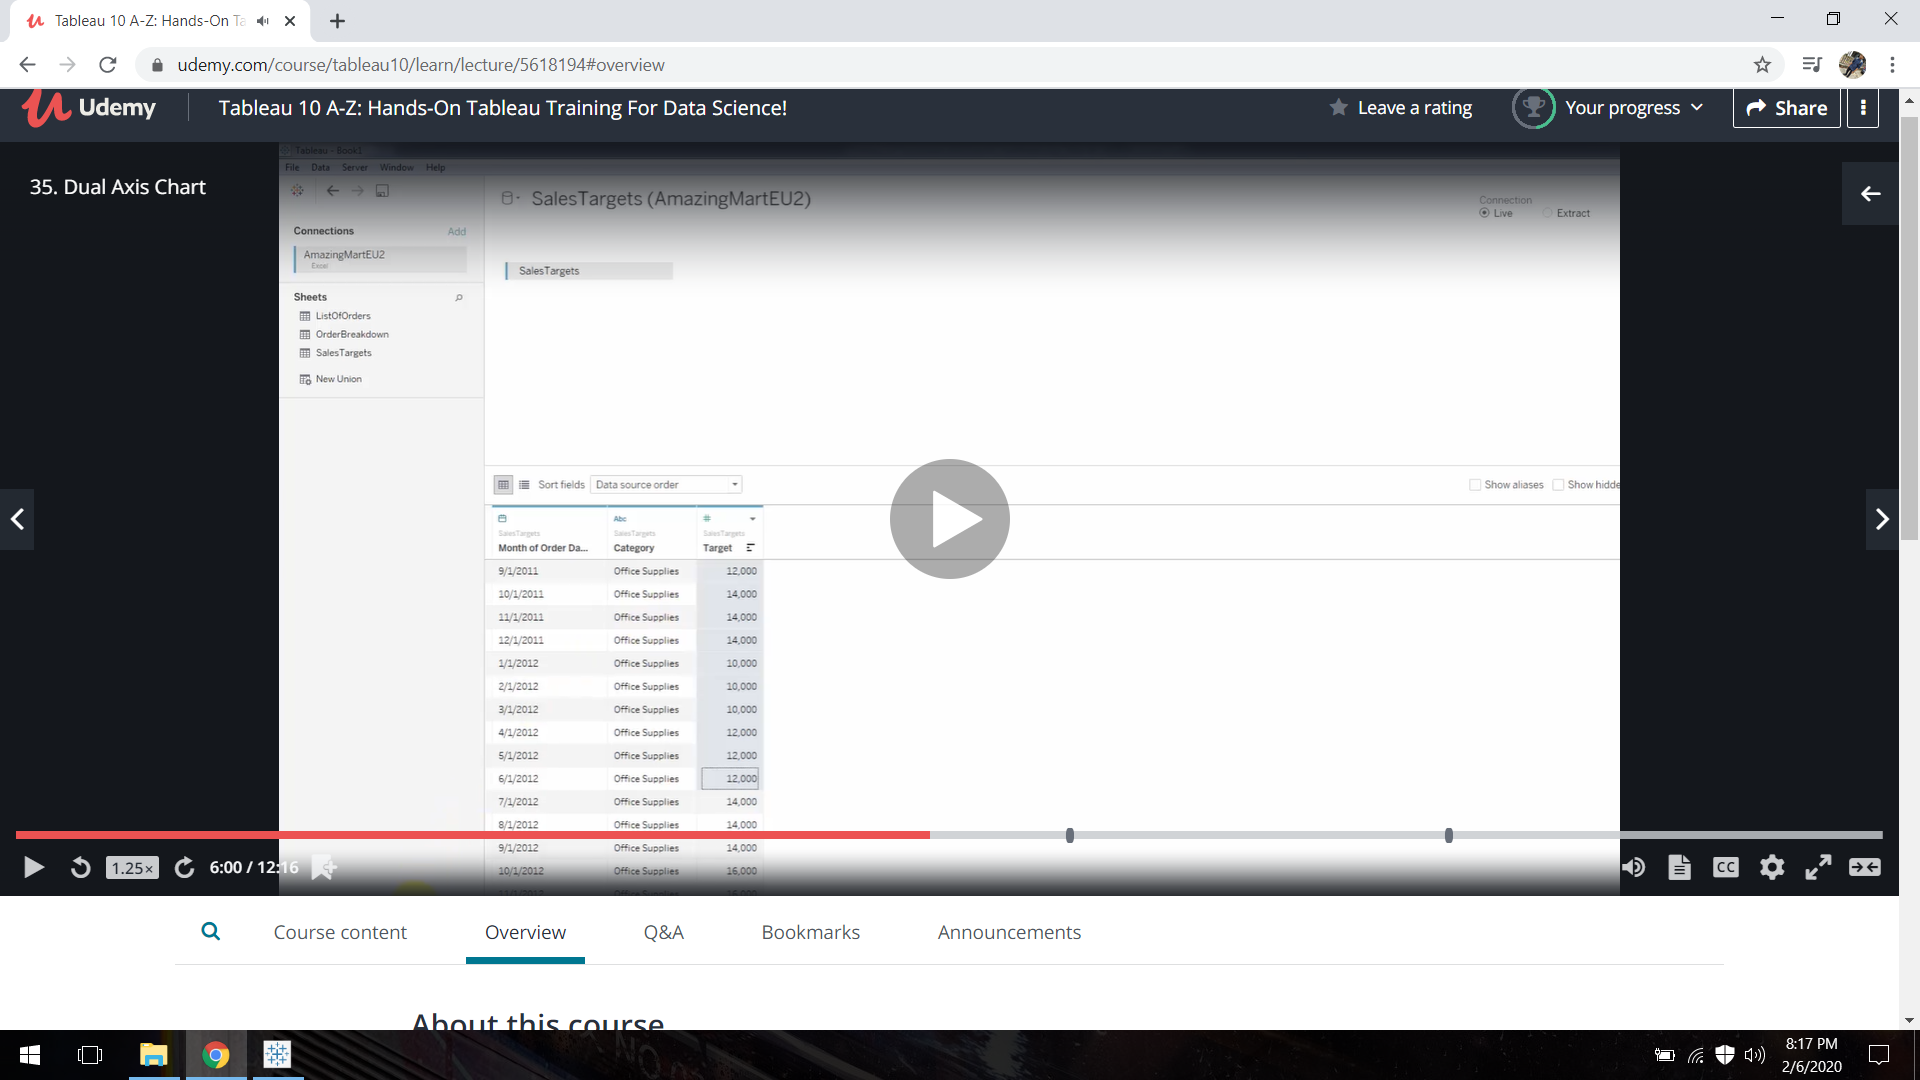 Tableau 10 A-Z: Hands-On Ta
udemy.com/course/tableau10/learn/lecture/5618194#overview
Udemy
Tableau 10 A-Z: Hands-On Tableau Training For Data Science!
Leave a rating
Your progress
Share
35. Dual Axis Chart
Tableau - Book1
File Data Server Window Help
SalesTargets (AmazingMartEU2)
Connection
Live Extract
Connections Add
AmazingMartEU2
Excel
SalesTargets
Sheets
ListOfOrders
OrderBreakdown
SalesTargets
New Union
Sort fields Data source order
Show aliases Show hidde
Abc
SalesTargets SalesTargets SalesTargets
Month of Order Da... Category Target
9/1/2011 Office Supplies 12,000
10/1/2011 Office Supplies 14,000
11/1/2011 Office Supplies 14,000
12/1/2011 Office Supplies 14,000
1/1/2012 Office Supplies 10,000
2/1/2012 Office Supplies 10,000
3/1/2012 Office Supplies 10,000
4/1/2012 Office Supplies 12,000
5/1/2012 Office Supplies 12,000
6/1/2012 Office Supplies 12,000
7/1/2012 Office Supplies 14,000
8/1/2012 Office Supplies 14,000
9/1/2012 Office Supplies 14,000
10/1/2012 Office Supplies 16,000
1.25×
6:00 / 12:16
CC
Course content
Overview
Q&A
Bookmarks
Announcements
About this course
8:17 PM
2/6/2020